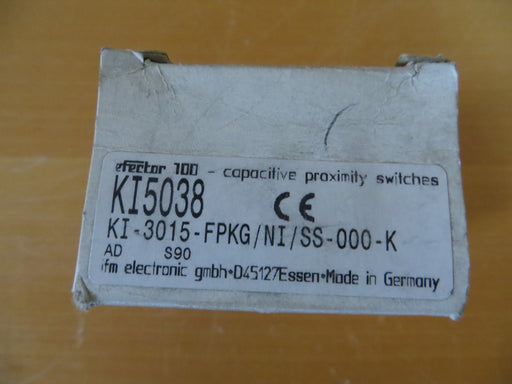 efector 100 - capacitive proximity switches
KI5038 CE
KI-3015-FPKG/NI/SS-000-K
AD S90
ifm electronic gmbh•D45127Essen•Made in Germany